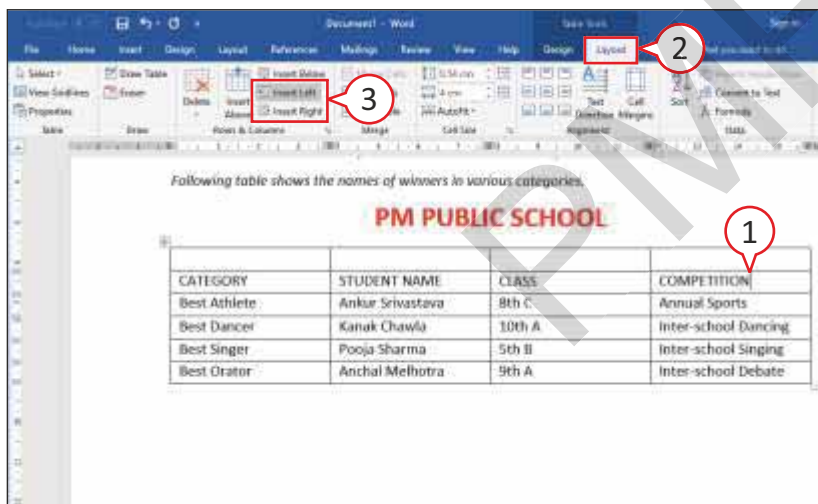 Document1 - Word
Table Tools
Sign in
File Home Insert Design Layout References Mailings Review View Help Design Layout
2
Select
Draw Table
Insert Below
View Gridlines
Eraser
Delete
Insert Above
Insert Left
3
Properties
Insert Right
AutoFit
Text Direction
Cell Margins
Sort
Convert to Text
Formula
Table
Draw
Rows & Columns
Merge
Cell Size
Alignment
Data
Following table shows the names of winners in various categories.
PM PUBLIC SCHOOL
1
CATEGORY STUDENT NAME CLASS COMPETITION
Best Athlete Ankur Srivastava 8th C Annual Sports
Best Dancer Kanak Chawla 10th A Inter-school Dancing
Best Singer Pooja Sharma 5th B Inter-school Singing
Best Orator Anchal Melhotra 9th A Inter-school Debate